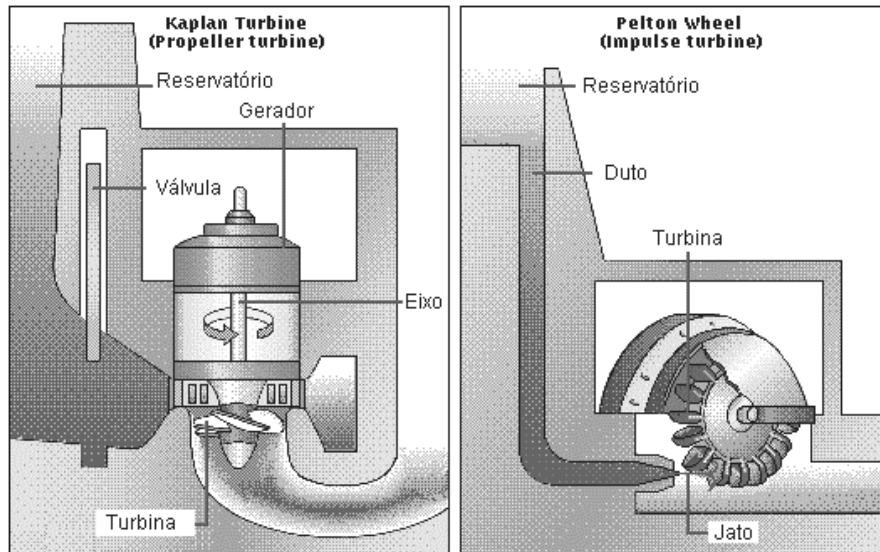 Kaplan Turbine
(Propeller turbine)
Reservatório
Gerador
Válvula
Eixo
Turbina
Pelton Wheel
(Impulse turbine)
Reservatório
Duto
Turbina
Jato